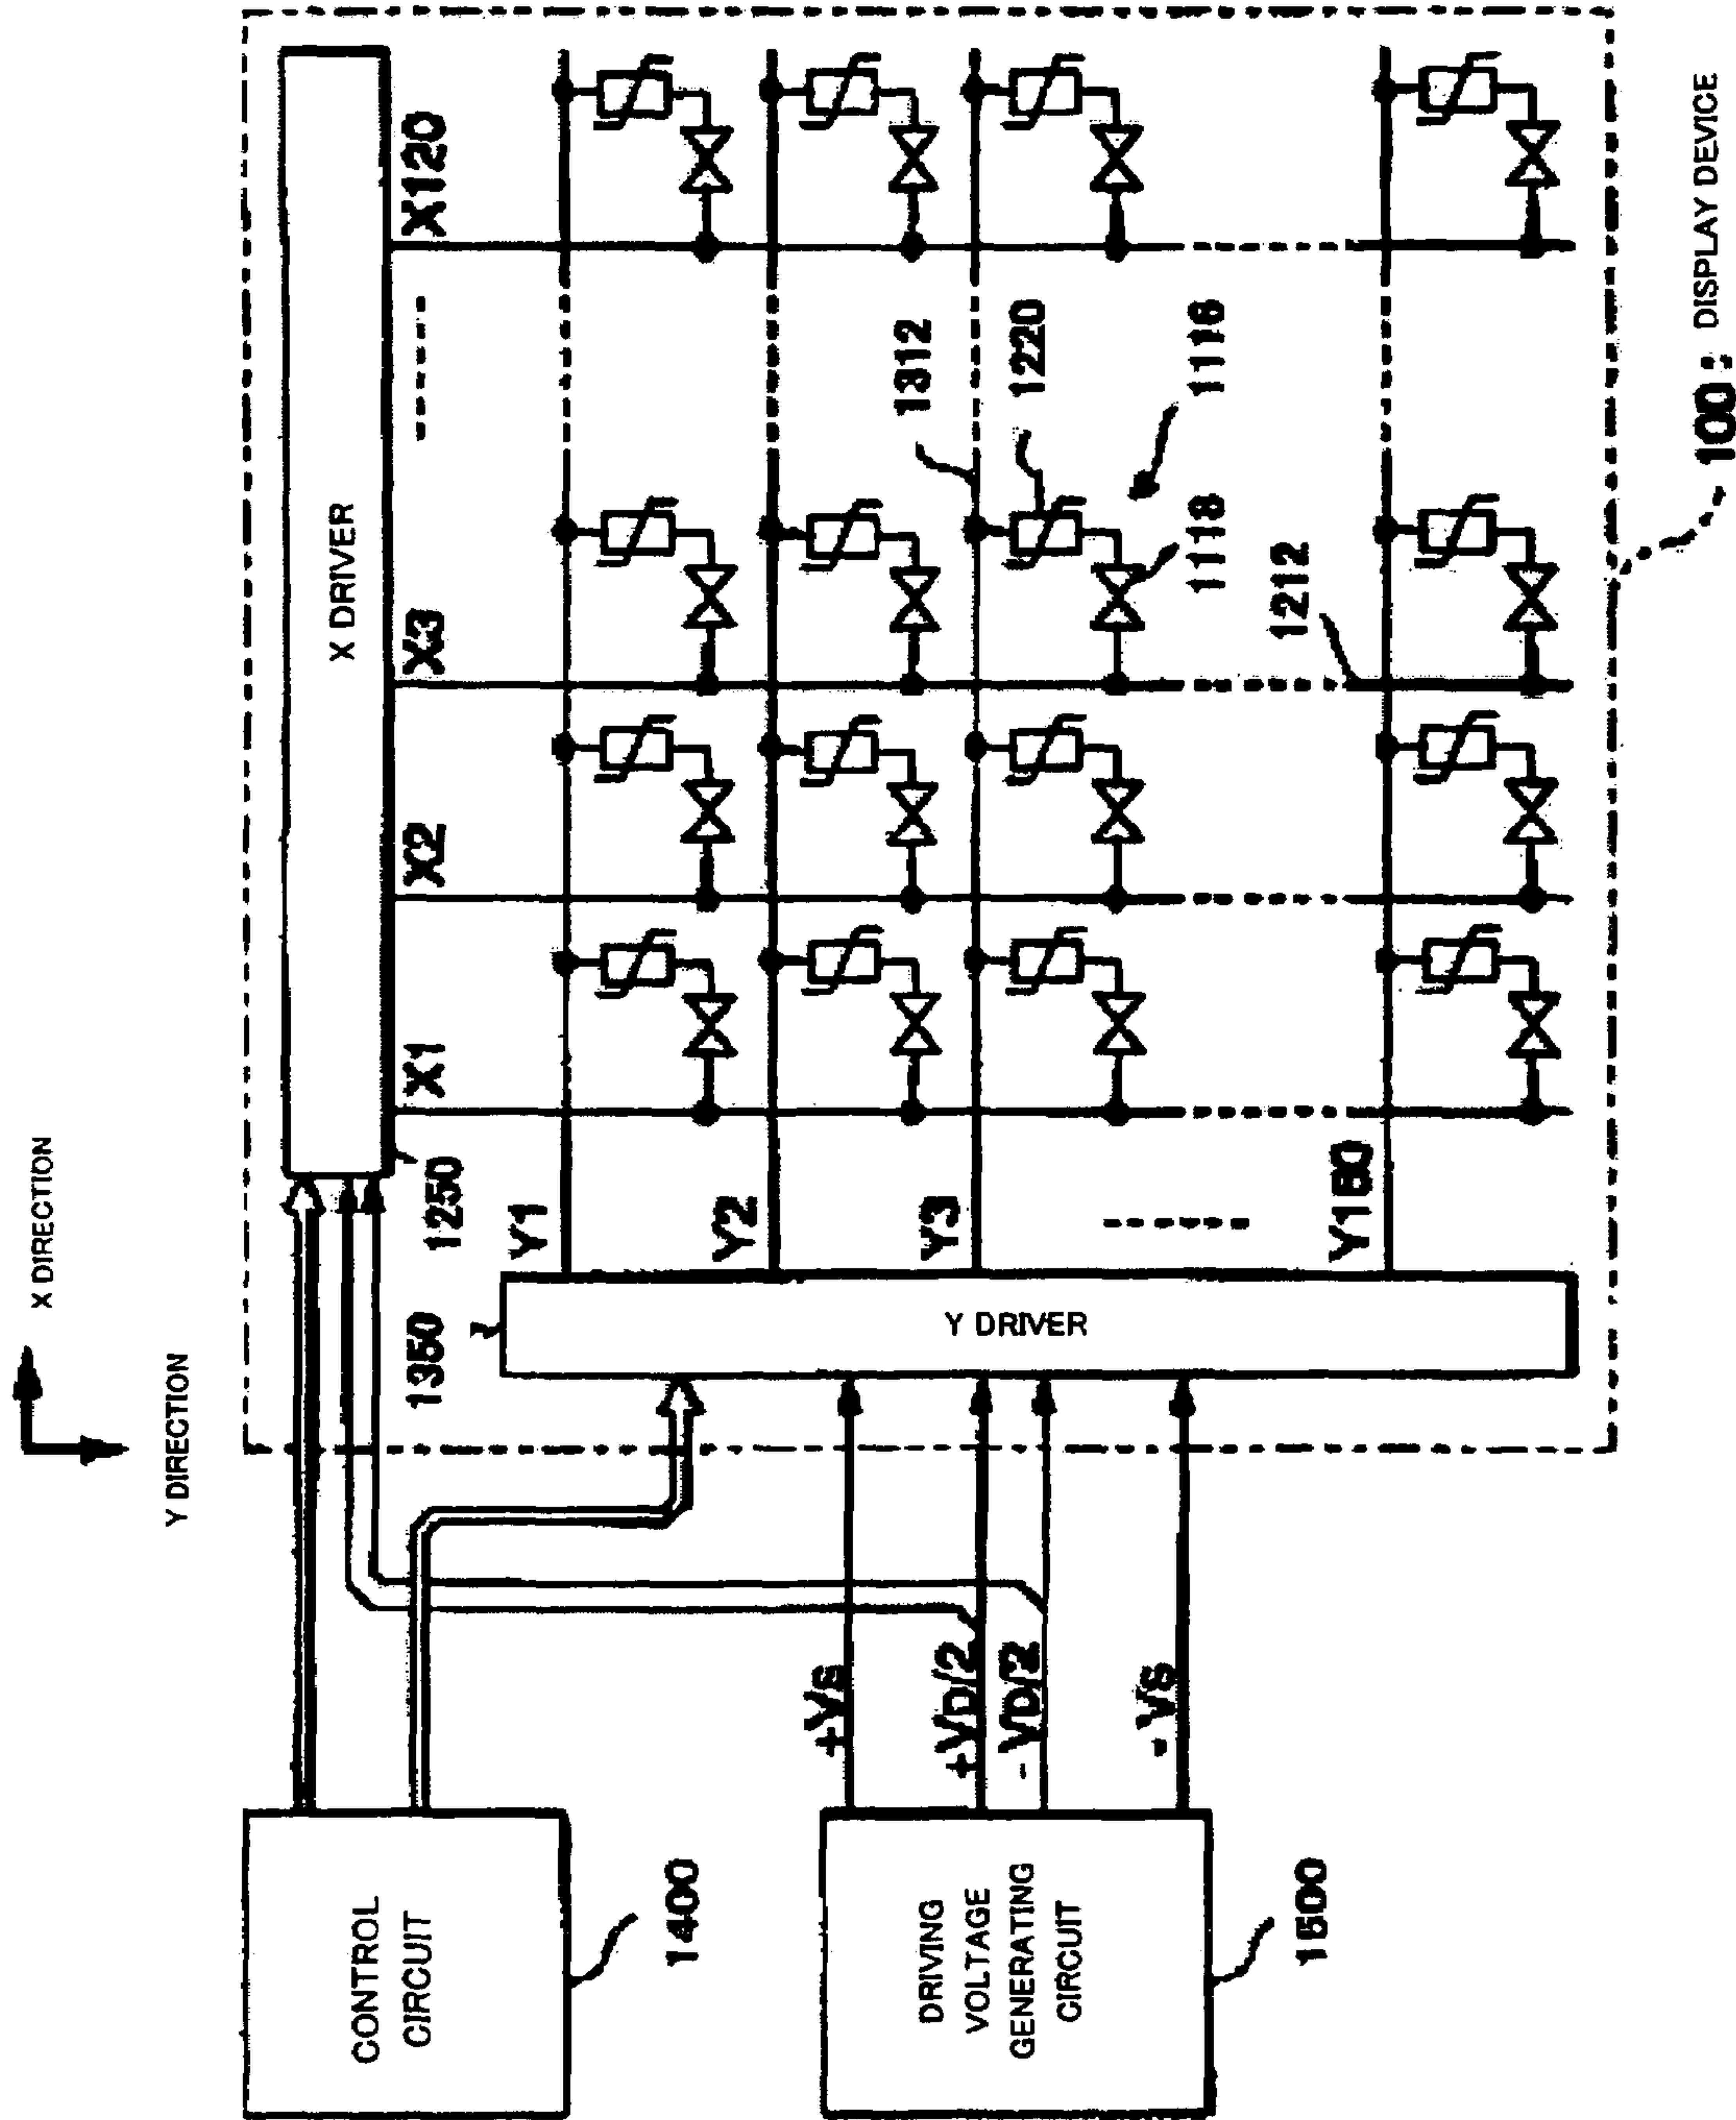 X DIRECTION
Y DIRECTION
X DRIVER
1250
X1
X2
X3
X120
1350
Y1
Y2
Y3
Y160
Y DRIVER
1312
1220
1116
1118
1212
CONTROL
CIRCUIT
1400
+Vs
+VD/2
- VD/2
- Vs
DRIVING
VOLTAGE
GENERATING
CIRCUIT
1500
100 : DISPLAY DEVICE